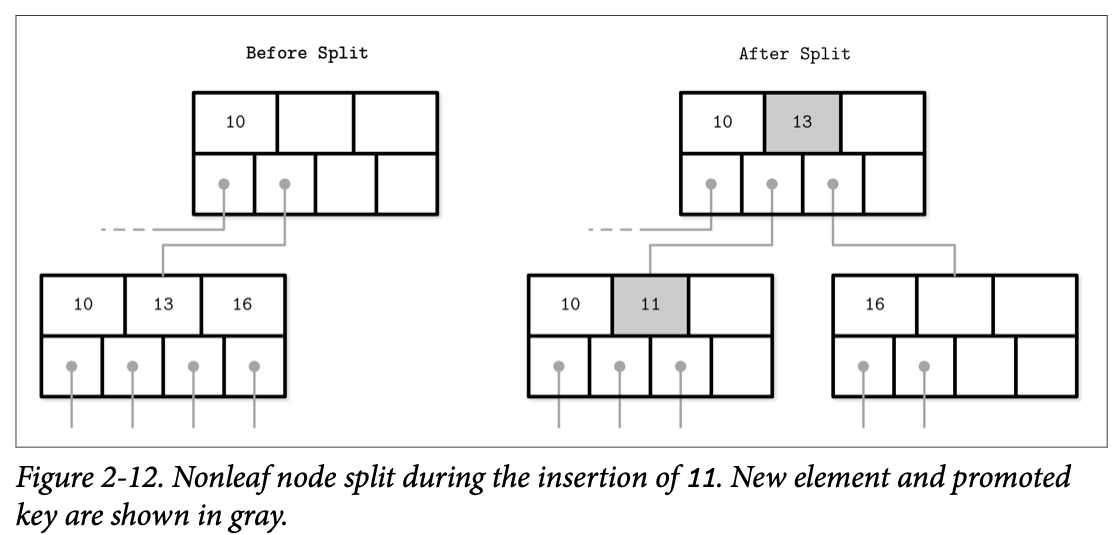 Before Split
After Split
10
10 13
10 13 16
10 11
16
Figure 2-12. Nonleaf node split during the insertion of 11. New element and promoted
key are shown in gray.